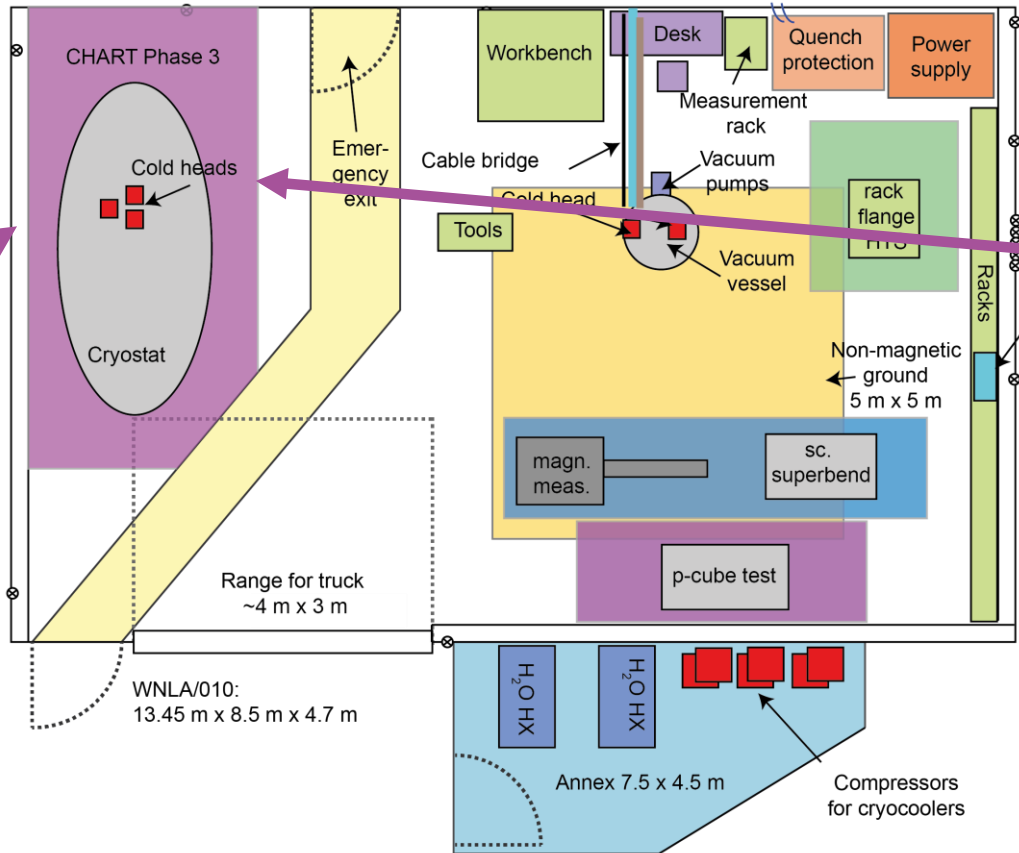 CHART Phase 3
Cold heads
Cryostat
Emer-
gency
exit
Workbench
Desk
Measurement
rack
Quench
protection
Power
supply
Cable bridge
Vacuum
pumps
Cold head
Tools
Vacuum
vessel
rack
flange
HTS
Racks
Non-magnetic
ground
5 m x 5 m
magn.
meas.
sc.
superbend
p-cube test
Range for truck
~4 m x 3 m
WNLA/010:
13.45 m x 8.5 m x 4.7 m
H₂O HX
H₂O HX
Annex 7.5 x 4.5 m
Compressors
for cryocoolers